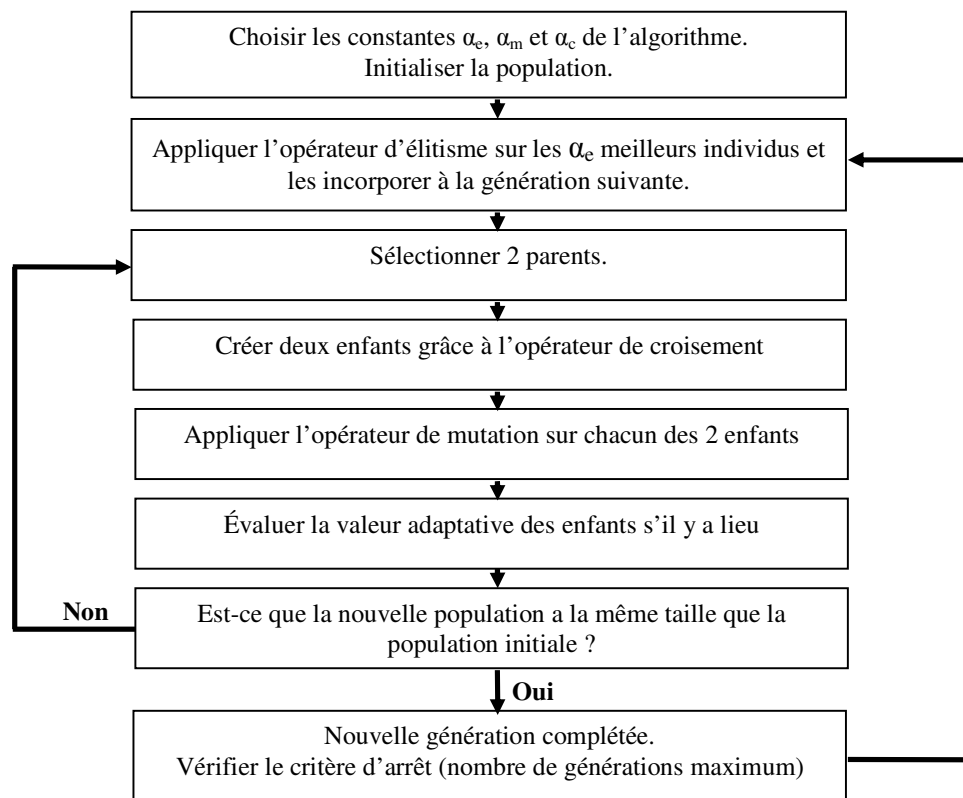 Choisir les constantes αe, αm et αc de l’algorithme.
Initialiser la population.
Appliquer l’opérateur d’élitisme sur les αe meilleurs individus et
les incorporer à la génération suivante.
Sélectionner 2 parents.
Créer deux enfants grâce à l’opérateur de croisement
Appliquer l’opérateur de mutation sur chacun des 2 enfants
Évaluer la valeur adaptative des enfants s’il y a lieu
Non
Est-ce que la nouvelle population a la même taille que la
population initiale ?
Oui
Nouvelle génération complétée.
Vérifier le critère d’arrêt (nombre de générations maximum)